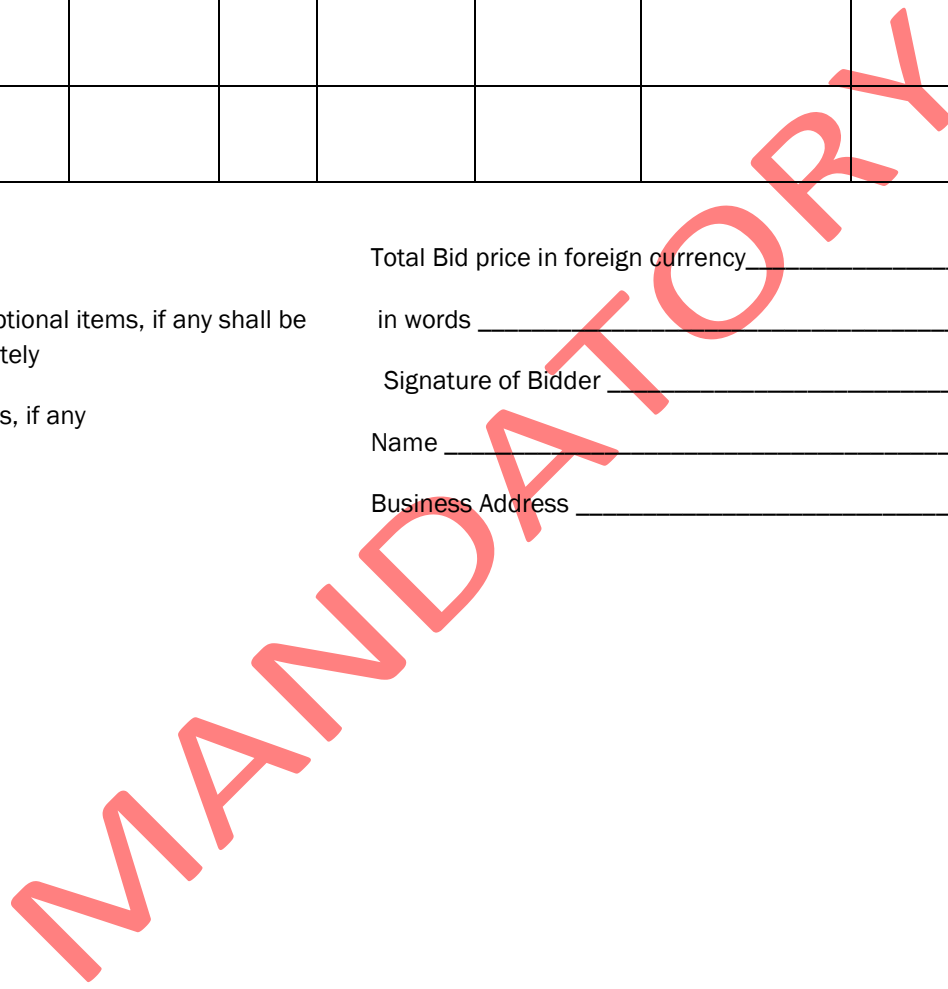 Total Bid price in foreign currency
optional items, if any shall be
in words
tely
Signature of Bidder
s, if any
Name
Business Address
MANDATORY